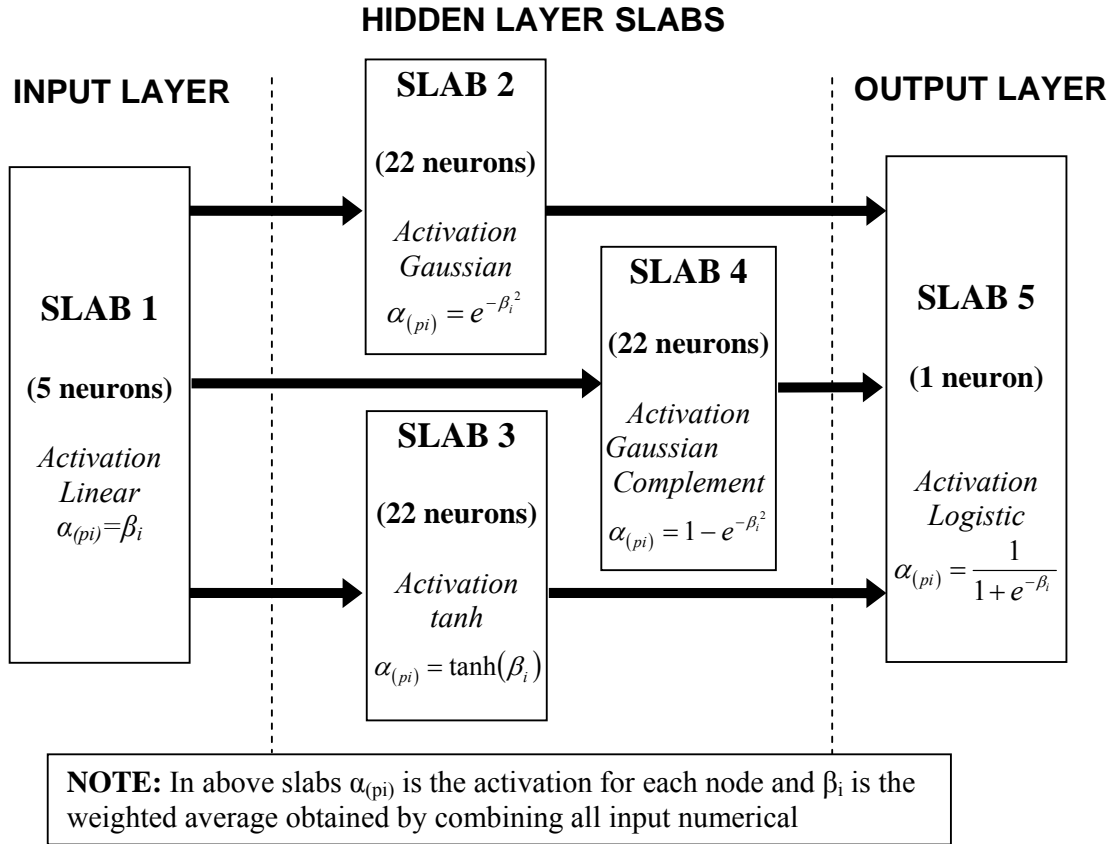 HIDDEN LAYER SLABS
INPUT LAYER
OUTPUT LAYER
SLAB 1
(5 neurons)
Activation
Linear
α(pi)=βi
SLAB 2
(22 neurons)
Activation
Gaussian
α(pi) = e^{-βi²}
SLAB 3
(22 neurons)
Activation
tanh
α(pi) = tanh(βi)
SLAB 4
(22 neurons)
Activation
Gaussian
Complement
α(pi) = 1 − e^{-βi²}
SLAB 5
(1 neuron)
Activation
Logistic
α(pi) = 1 / (1 + e^{-βi})
NOTE: In above slabs α(pi) is the activation for each node and βi is the
weighted average obtained by combining all input numerical